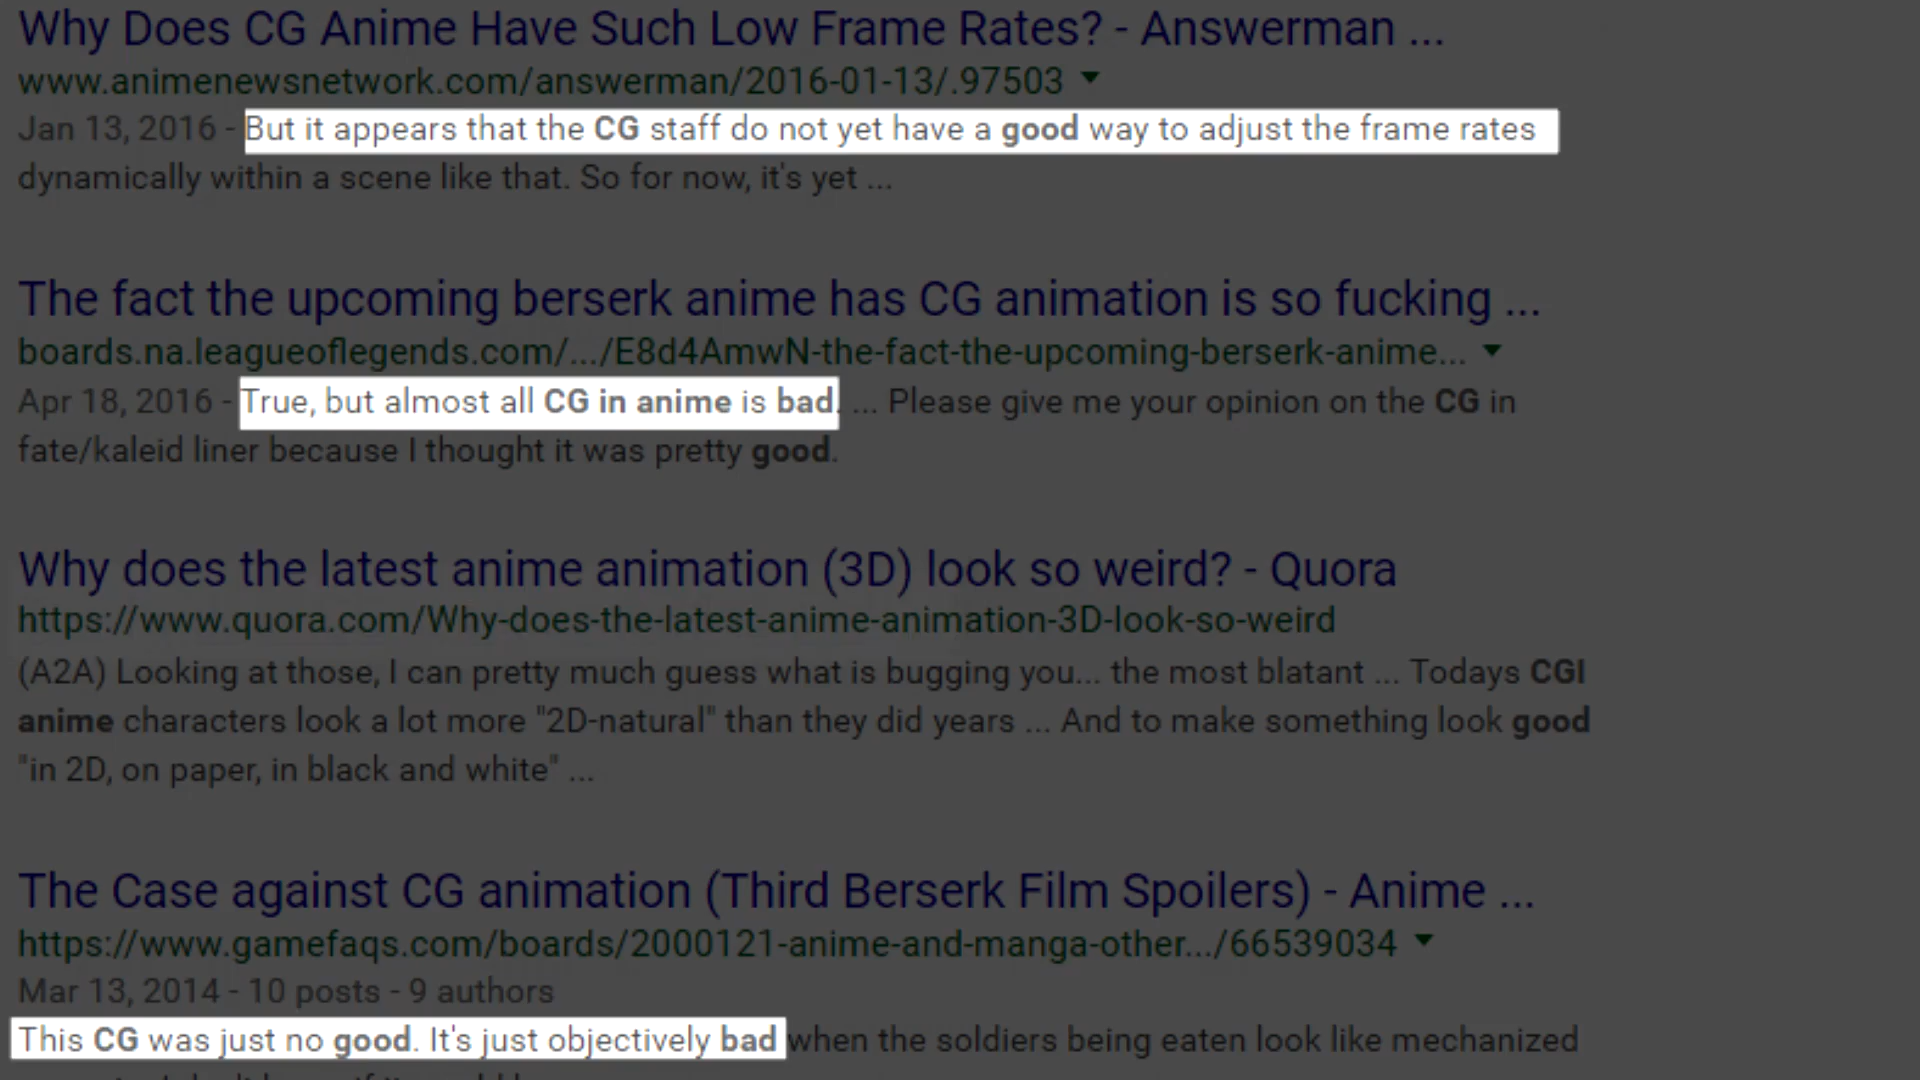 Why Does CG Anime Have Such Low Frame Rates? - Answerman ...
www.animenewsnetwork.com/answerman/2016-01-13/.97503
Jan 13, 2016 - But it appears that the CG staff do not yet have a good way to adjust the frame rates
dynamically within a scene like that. So for now, it's yet ...
The fact the upcoming berserk anime has CG animation is so fucking ...
boards.na.leagueoflegends.com/.../E8d4AmwN-the-fact-the-upcoming-berserk-anime...
Apr 18, 2016 - True, but almost all CG in anime is bad. ... Please give me your opinion on the CG in
fate/kaleid liner because I thought it was pretty good.
Why does the latest anime animation (3D) look so weird? - Quora
https://www.quora.com/Why-does-the-latest-anime-animation-3D-look-so-weird
(A2A) Looking at those, I can pretty much guess what is bugging you... the most blatant ... Todays CGI
anime characters look a lot more "2D-natural" than they did years ... And to make something look good
"in 2D, on paper, in black and white" ...
The Case against CG animation (Third Berserk Film Spoilers) - Anime ...
https://www.gamefaqs.com/boards/2000121-anime-and-manga-other.../66539034
Mar 13, 2014 - 10 posts - 9 authors
This CG was just no good. It's just objectively bad when the soldiers being eaten look like mechanized